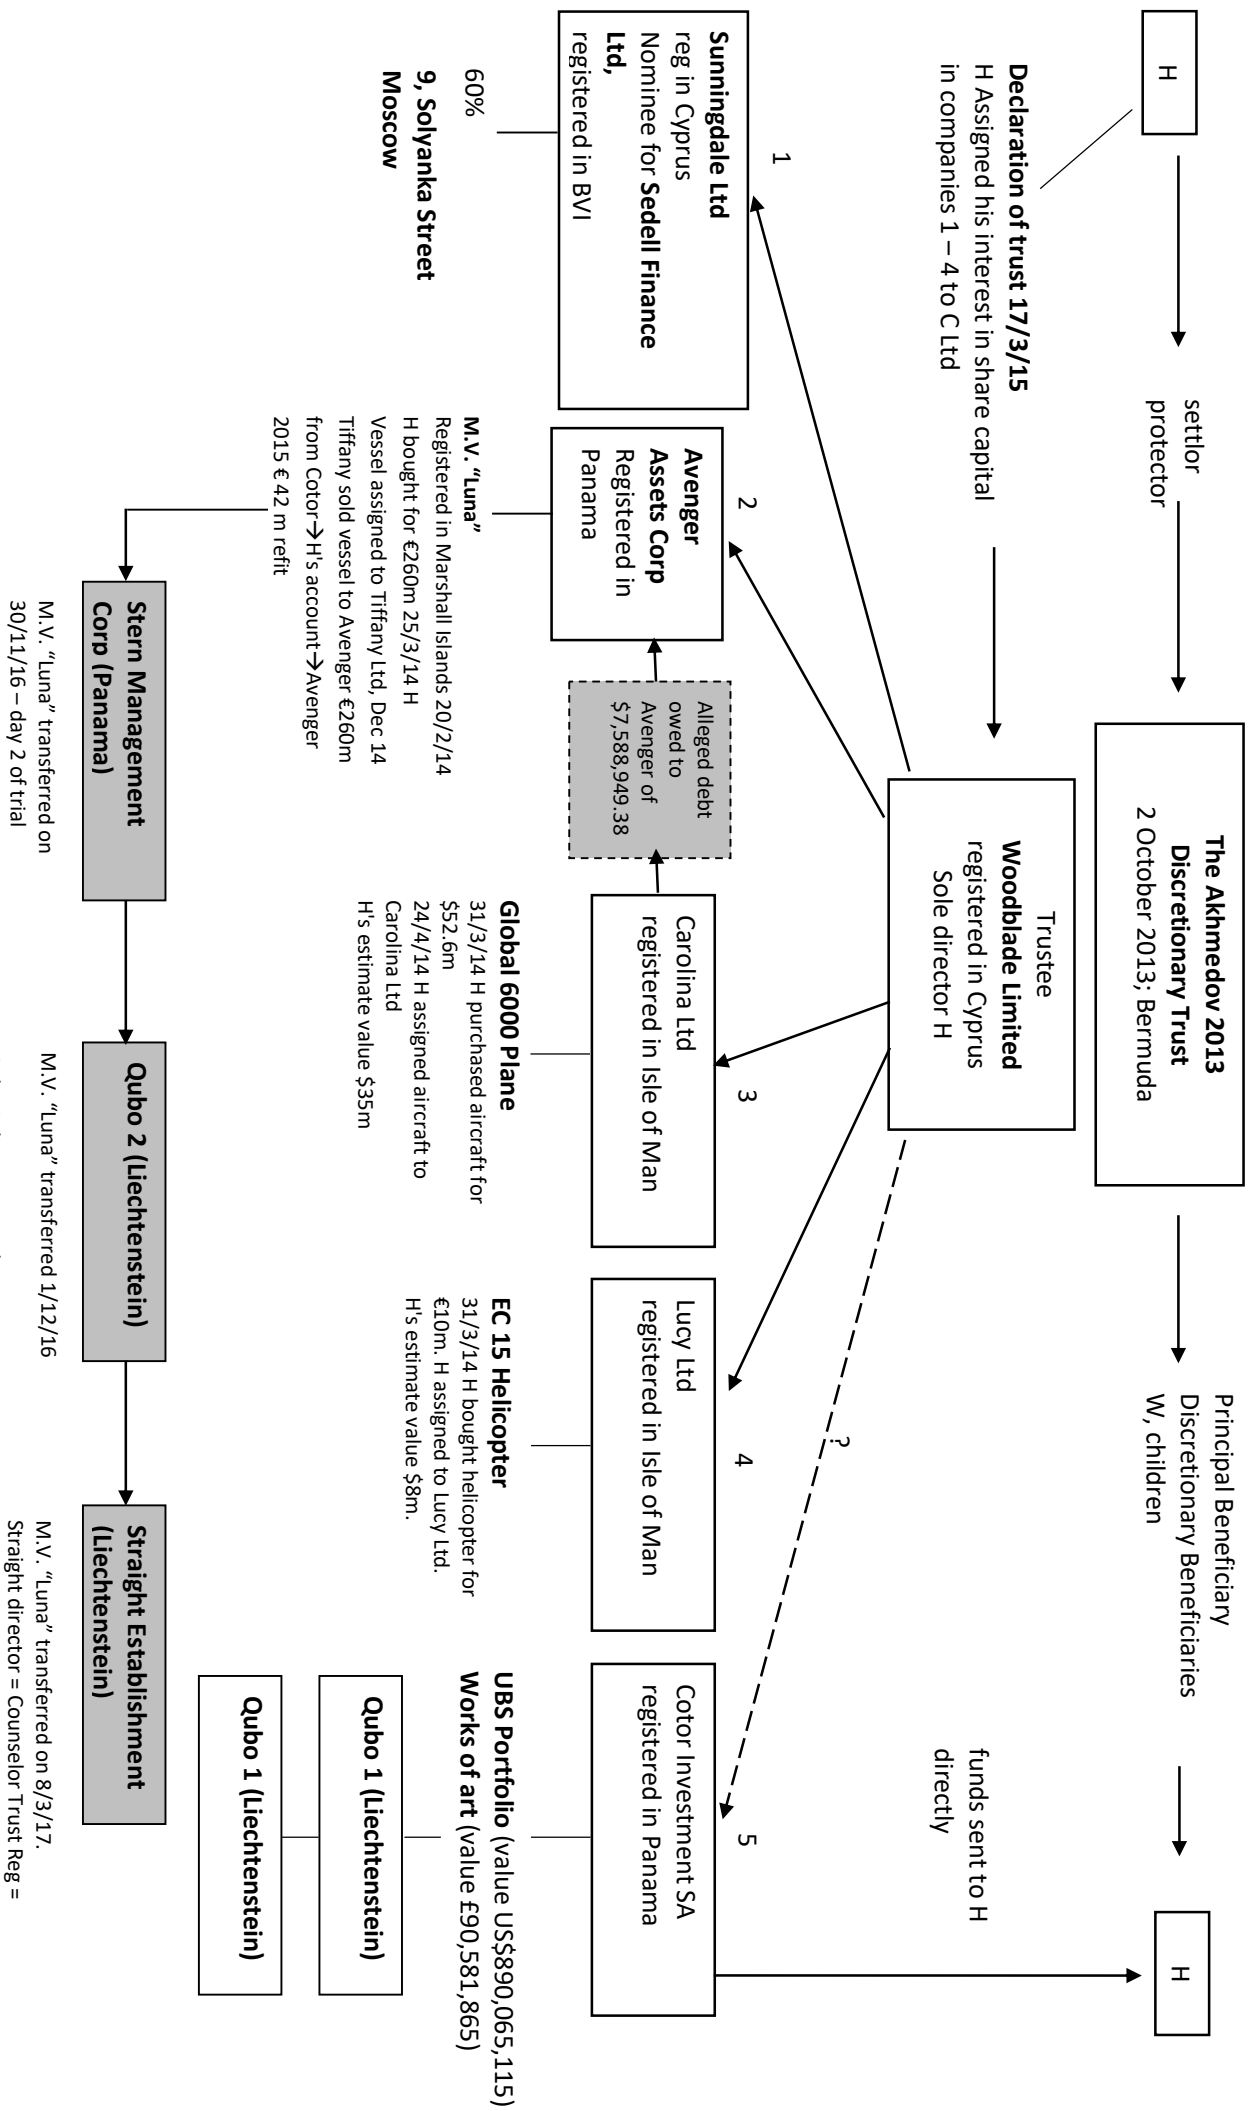 H
settlor
protector
The Akhmedov 2013
Discretionary Trust
2 October 2013; Bermuda
Principal Beneficiary
Discretionary Beneficiaries
W, children
H
Declaration of trust 17/3/15
H Assigned his interest in share capital
in companies 1 – 4 to C Ltd
Trustee
Woodblade Limited
registered in Cyprus
Sole director H
funds sent to H
directly
?
1
Sunningdale Ltd
reg in Cyprus
Nominee for Sedell Finance
Ltd,
registered in BVI
60%
9, Solyanka Street
Moscow
2
Avenger
Assets Corp
Registered in
Panama
M.V. “Luna”
Registered in Marshall Islands 20/2/14
H bought for €260m 25/3/14 H
Vessel assigned to Tiffany Ltd, Dec 14
Tiffany sold vessel to Avenger €260m
from Cotor→H's account→Avenger
2015 € 42 m refit
Alleged debt
owed to
Avenger of
$7,588,949.38
3
Carolina Ltd
registered in Isle of Man
Global 6000 Plane
31/3/14 H purchased aircraft for
$52.6m
24/4/14 H assigned aircraft to
Carolina Ltd
H's estimate value $35m
4
Lucy Ltd
registered in Isle of Man
EC 15 Helicopter
31/3/14 H bought helicopter for
€10m. H assigned to Lucy Ltd.
H's estimate value $8m.
5
Cotor Investment SA
registered in Panama
UBS Portfolio (value US$890,065,115)
Works of art (value £90,581,865)
Qubo 1 (Liechtenstein)
Qubo 1 (Liechtenstein)
Stern Management
Corp (Panama)
M.V. “Luna” transferred on
30/11/16 – day 2 of trial
Qubo 2 (Liechtenstein)
M.V. “Luna” transferred 1/12/16
Straight Establishment
(Liechtenstein)
M.V. “Luna” transferred on 8/3/17.
Straight director = Counselor Trust Reg =